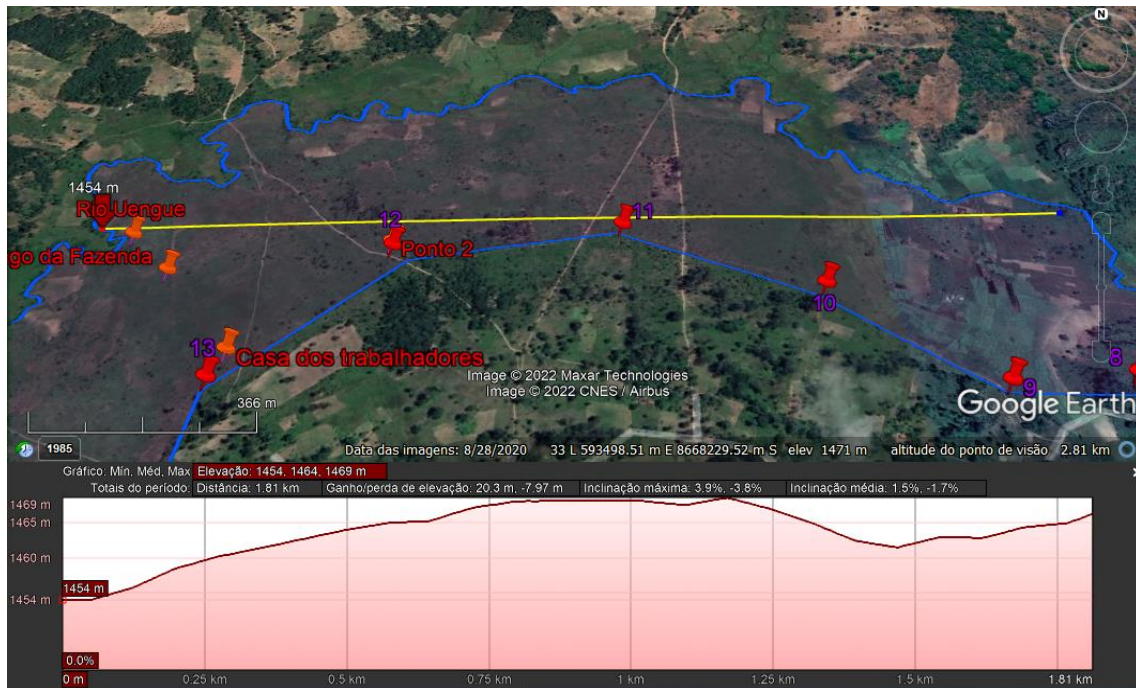 N
1454 m
Rio Uengue
12
11
go da Fazenda
Ponto 2
10
13
Casa dos trabalhadores
8
9
Image © 2022 Maxar Technologies
Image © 2022 CNES / Airbus
366 m
Google Earth
1985
Data das imagens: 8/28/2020 33 L 593498.51 m E 8668229.52 m S elev 1471 m altitude do ponto de visão 2.81 km
Gráfico: Mín, Méd, Max Elevação: 1454, 1464, 1469 m
Totais do período: Distância: 1.81 km Ganho/perda de elevação: 20.3 m, -7.97 m Inclinação máxima: 3.9%, -3.8% Inclinação média: 1.5%, -1.7%
1469 m
1465 m
1460 m
1454 m
1454 m
0.0%
0 m 0.25 km 0.5 km 0.75 km 1 km 1.25 km 1.5 km 1.81 km